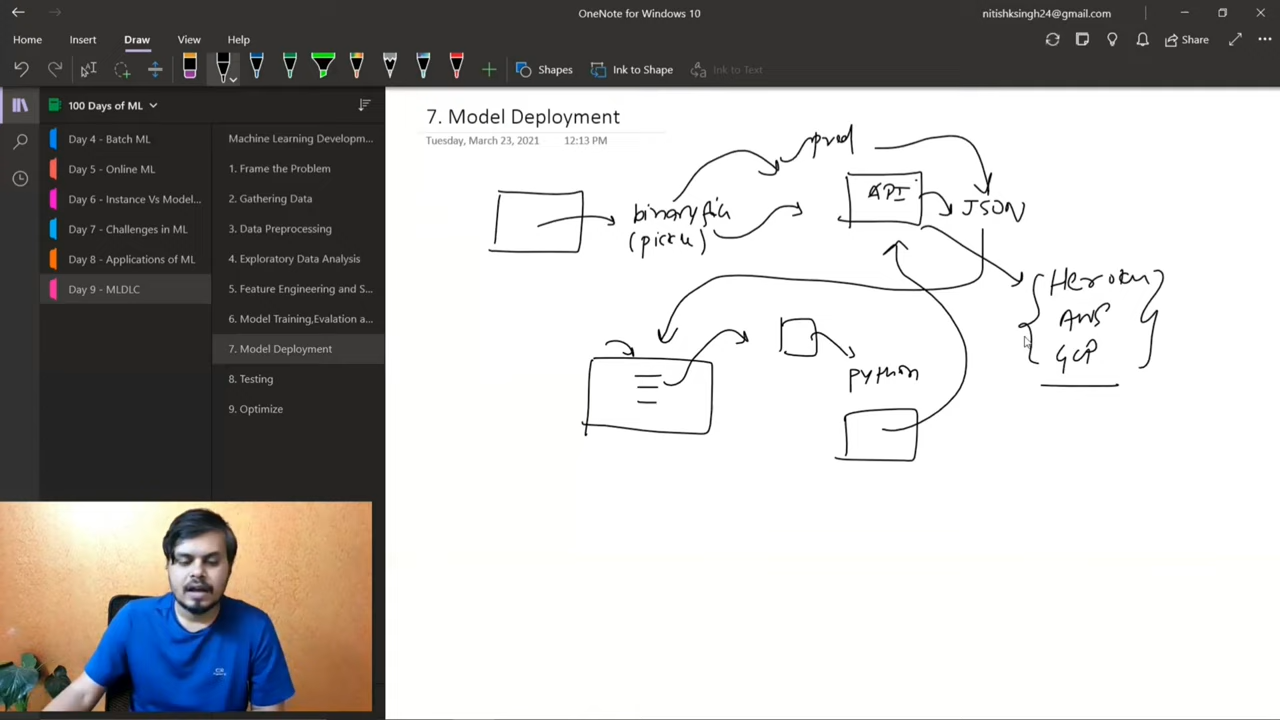 OneNote for Windows 10
nitishksingh24@gmail.com
Home
Insert
Draw
View
Help
Share
Shapes
Ink to Shape
Ink to Text
100 Days of ML
Day 4 - Batch ML
Day 5 - Online ML
Day 6 - Instance Vs Model...
Day 7 - Challenges in ML
Day 8 - Applications of ML
Day 9 - MLDLC
Machine Learning Developm...
1. Frame the Problem
2. Gathering Data
3. Data Preprocessing
4. Exploratory Data Analysis
5. Feature Engineering and S...
6. Model Training,Evalation a...
7. Model Deployment
8. Testing
9. Optimize
7. Model Deployment
Tuesday, March 23, 2021 12:13 PM
pred
API
JSON
binary
Heroku
AWS
GCP
python